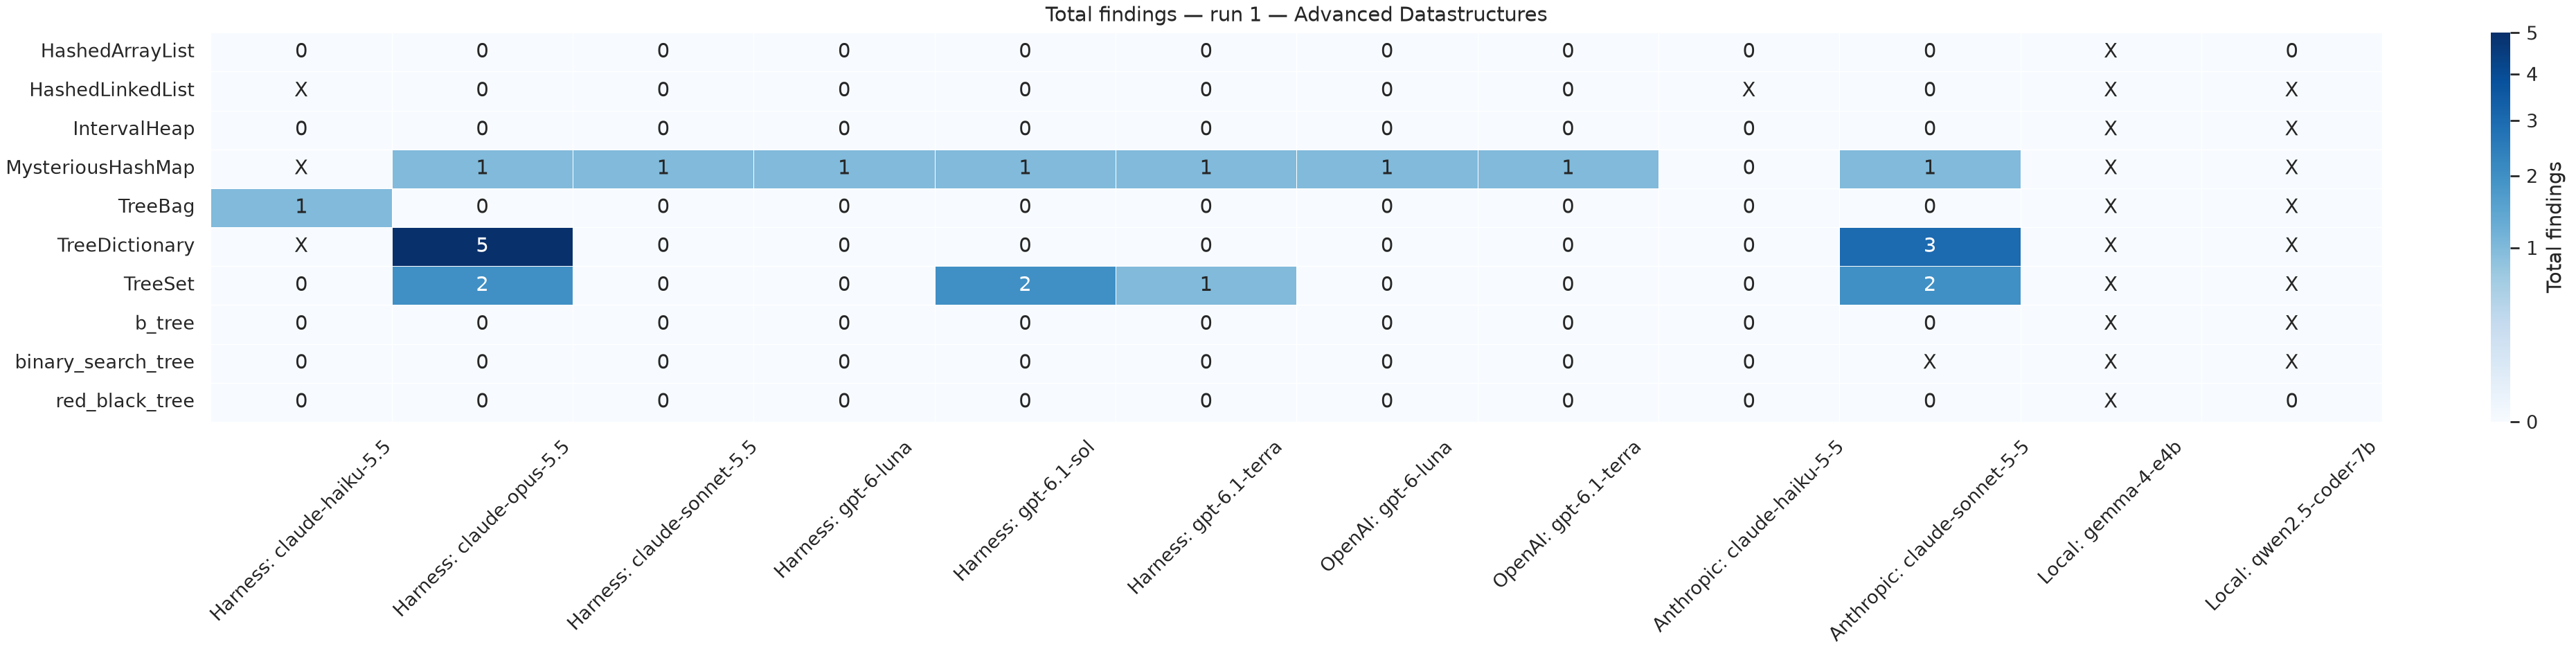 Total findings — run 1 — Advanced Datastructures
HashedArrayList 0 0 0 0 0 0 0 0 0 0 X 0
HashedLinkedList X 0 0 0 0 0 0 0 X 0 X X
IntervalHeap 0 0 0 0 0 0 0 0 0 0 X X
MysteriousHashMap X 1 1 1 1 1 1 1 0 1 X X
TreeBag 1 0 0 0 0 0 0 0 0 0 X X
TreeDictionary X 5 0 0 0 0 0 0 0 3 X X
TreeSet 0 2 0 0 2 1 0 0 0 2 X X
b_tree 0 0 0 0 0 0 0 0 0 0 X X
binary_search_tree 0 0 0 0 0 0 0 0 0 X X X
red_black_tree 0 0 0 0 0 0 0 0 0 0 X 0
Harness: claude-haiku-5.5
Harness: claude-opus-5.5
Harness: claude-sonnet-5.5
Harness: gpt-6-luna
Harness: gpt-6.1-sol
Harness: gpt-6.1-terra
OpenAI: gpt-6-luna
OpenAI: gpt-6.1-terra
Anthropic: claude-haiku-5-5
Anthropic: claude-sonnet-5-5
Local: gemma-4-e4b
Local: qwen2.5-coder-7b
5
4
3
2
1
0
Total findings